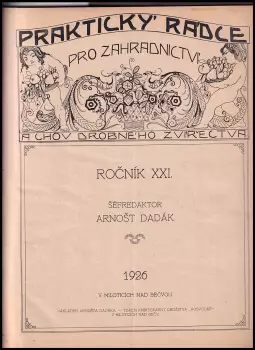 PRAKTICKÝ RÁDCE
PRO ZAHRADNICTVÍ
A CHOV DROBNÉHO ZVÍŘECTVA
ROČNÍK XXI.
ŠÉFREDAKTOR
ARNOŠT DADÁK
1926
V MILOTICÍCH NAD BEČVOU